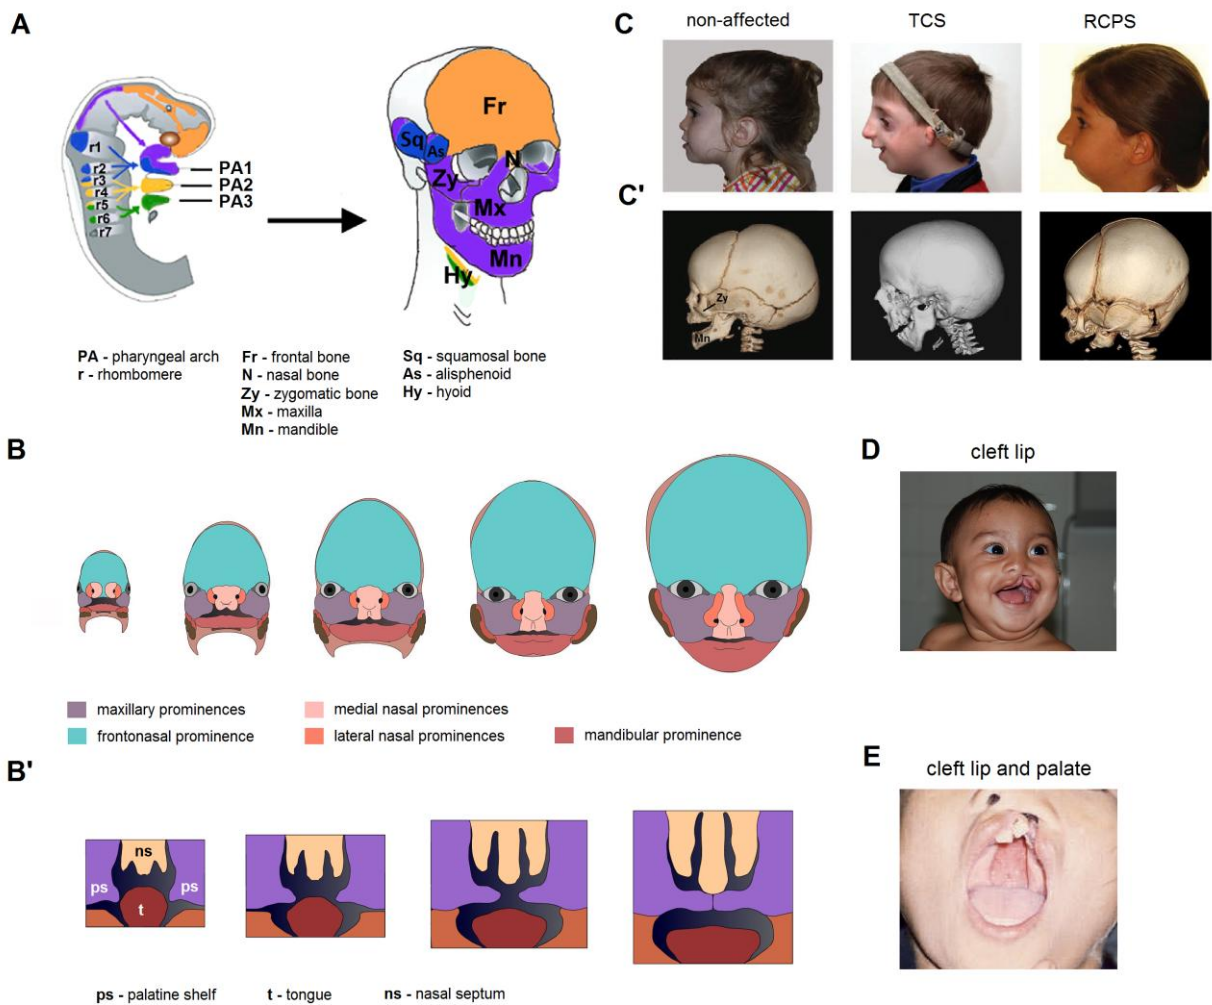 A
r1
r2
r3
r4
r5
r6
r7
PA1
PA2
PA3
Fr
Sq
As
N
Zy
Mx
Mn
Hy
PA - pharyngeal arch
r - rhombomere
Fr - frontal bone
N - nasal bone
Zy - zygomatic bone
Mx - maxilla
Mn - mandible
Sq - squamosal bone
As - alisphenoid
Hy - hyoid
C
non-affected
TCS
RCPS
C'
Zy
Mn
B
maxillary prominences
frontonasal prominence
medial nasal prominences
lateral nasal prominences
mandibular prominence
D
cleft lip
B'
ns
ps
ps
t
ps - palatine shelf
t - tongue
ns - nasal septum
E
cleft lip and palate